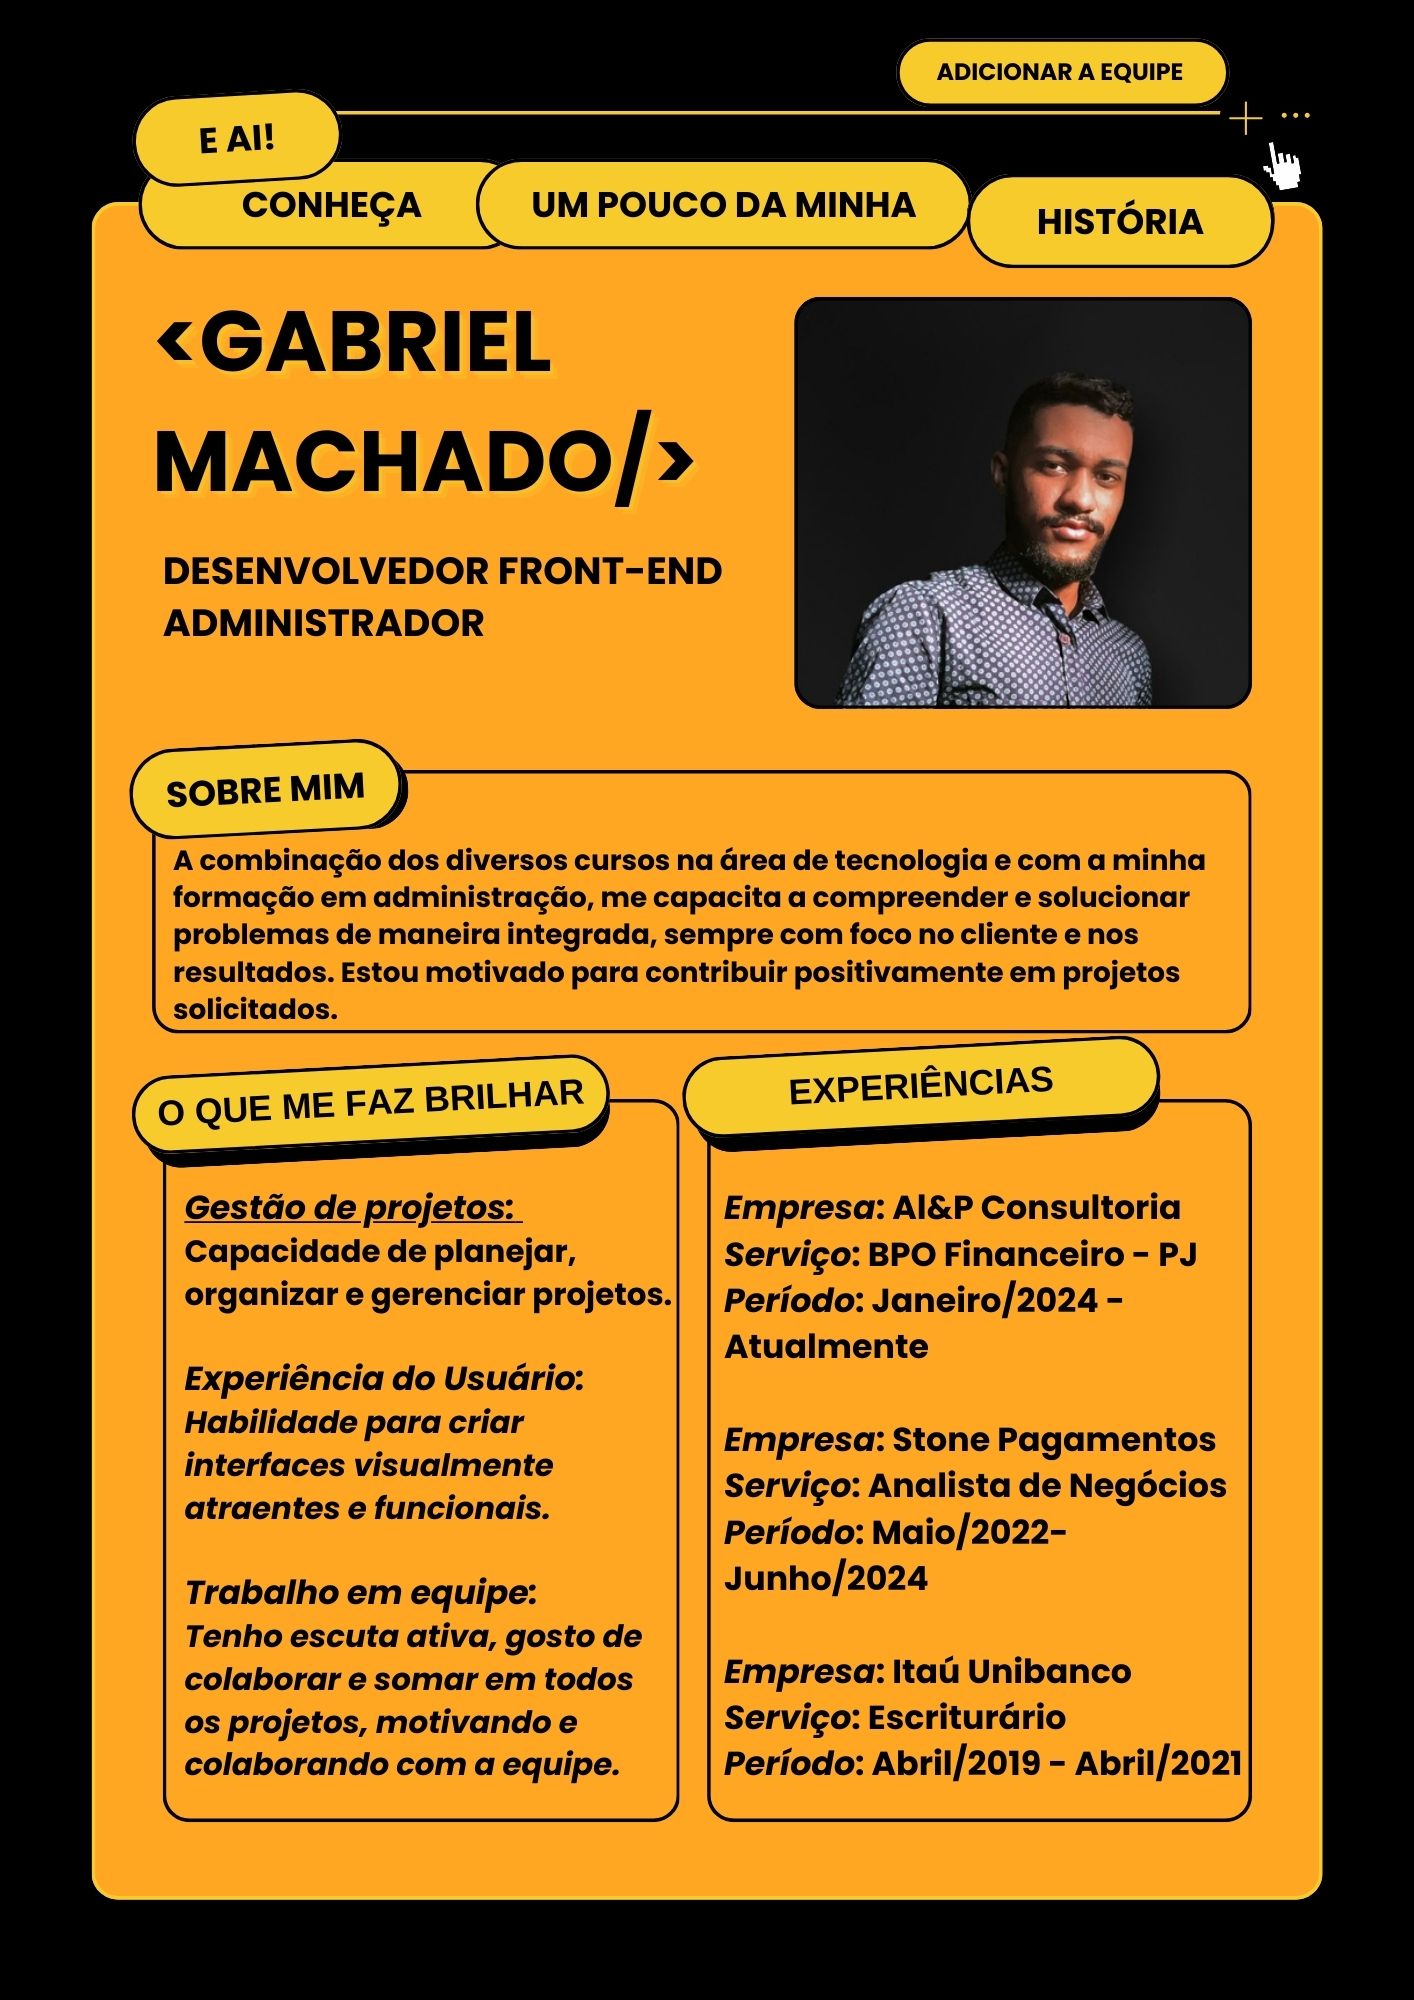 ADICIONAR A EQUIPE
E AI!
CONHEÇA
UM POUCO DA MINHA
HISTÓRIA
<GABRIEL
MACHADO/>
DESENVOLVEDOR FRONT-END
ADMINISTRADOR
SOBRE MIM
A combinação dos diversos cursos na área de tecnologia e com a minha
formação em administração, me capacita a compreender e solucionar
problemas de maneira integrada, sempre com foco no cliente e nos
resultados. Estou motivado para contribuir positivamente em projetos
solicitados.
O QUE ME FAZ BRILHAR
Gestão de projetos:
Capacidade de planejar,
organizar e gerenciar projetos.
Experiência do Usuário:
Habilidade para criar
interfaces visualmente
atraentes e funcionais.
Trabalho em equipe:
Tenho escuta ativa, gosto de
colaborar e somar em todos
os projetos, motivando e
colaborando com a equipe.
EXPERIÊNCIAS
Empresa: Al&P Consultoria
Serviço: BPO Financeiro - PJ
Período: Janeiro/2024 -
Atualmente
Empresa: Stone Pagamentos
Serviço: Analista de Negócios
Período: Maio/2022-
Junho/2024
Empresa: Itaú Unibanco
Serviço: Escriturário
Período: Abril/2019 - Abril/2021